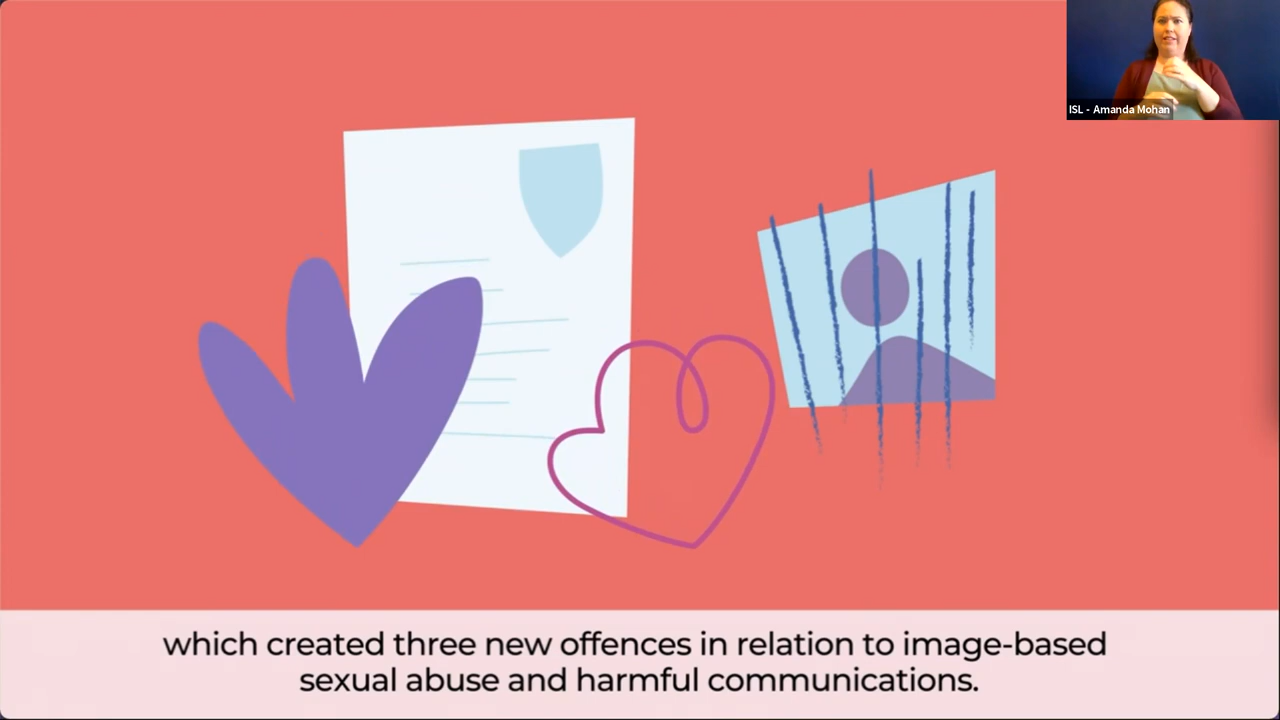 ISL - Amanda Mohan
which created three new offences in relation to image-based
sexual abuse and harmful communications.